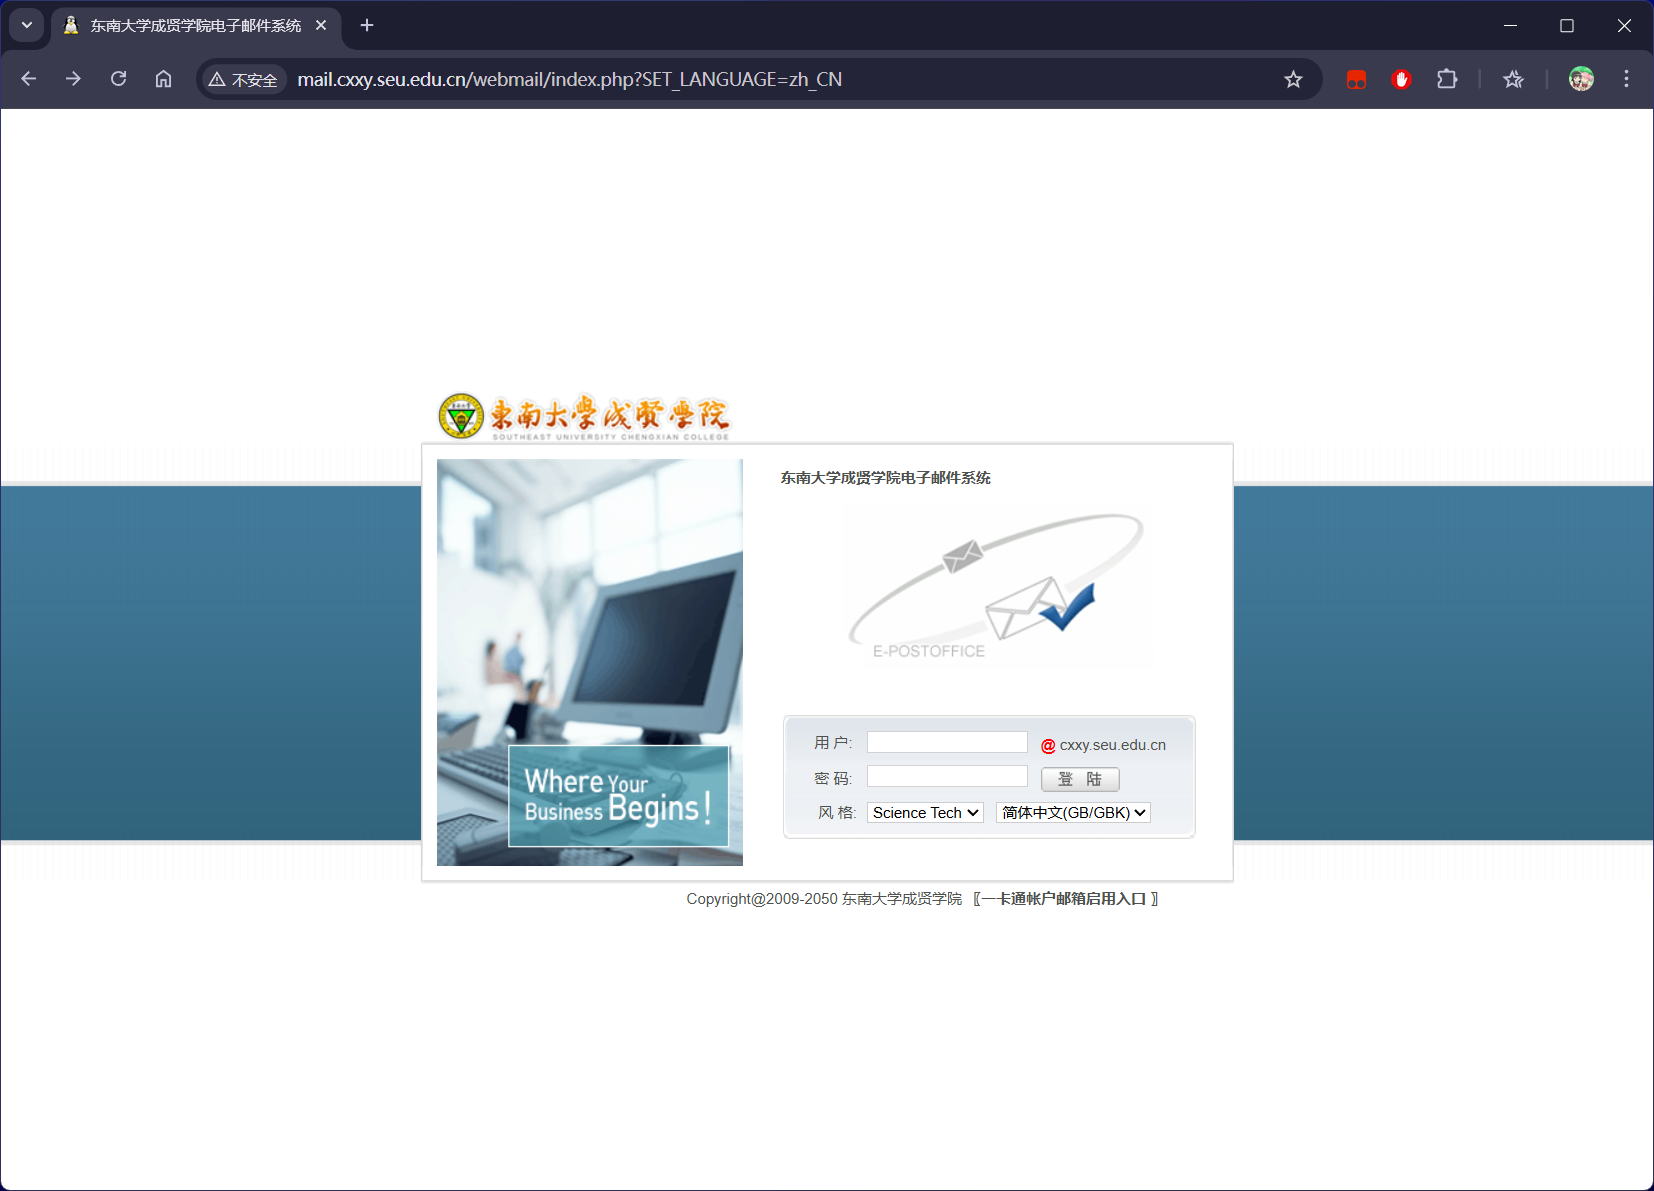 东南大学成贤学院电子邮件系统
不安全
mail.cxxy.seu.edu.cn/webmail/index.php?SET_LANGUAGE=zh_CN
東南大學成賢學院
SOUTHEAST UNIVERSITY CHENGXIAN COLLEGE
东南大学成贤学院电子邮件系统
E-POSTOFFICE
Where Your
Business Begins!
用 户:
@ cxxy.seu.edu.cn
密 码:
登 陆
风 格: Science Tech 简体中文(GB/GBK)
Copyright@2009-2050 东南大学成贤学院 〖一卡通帐户邮箱启用入口 〗